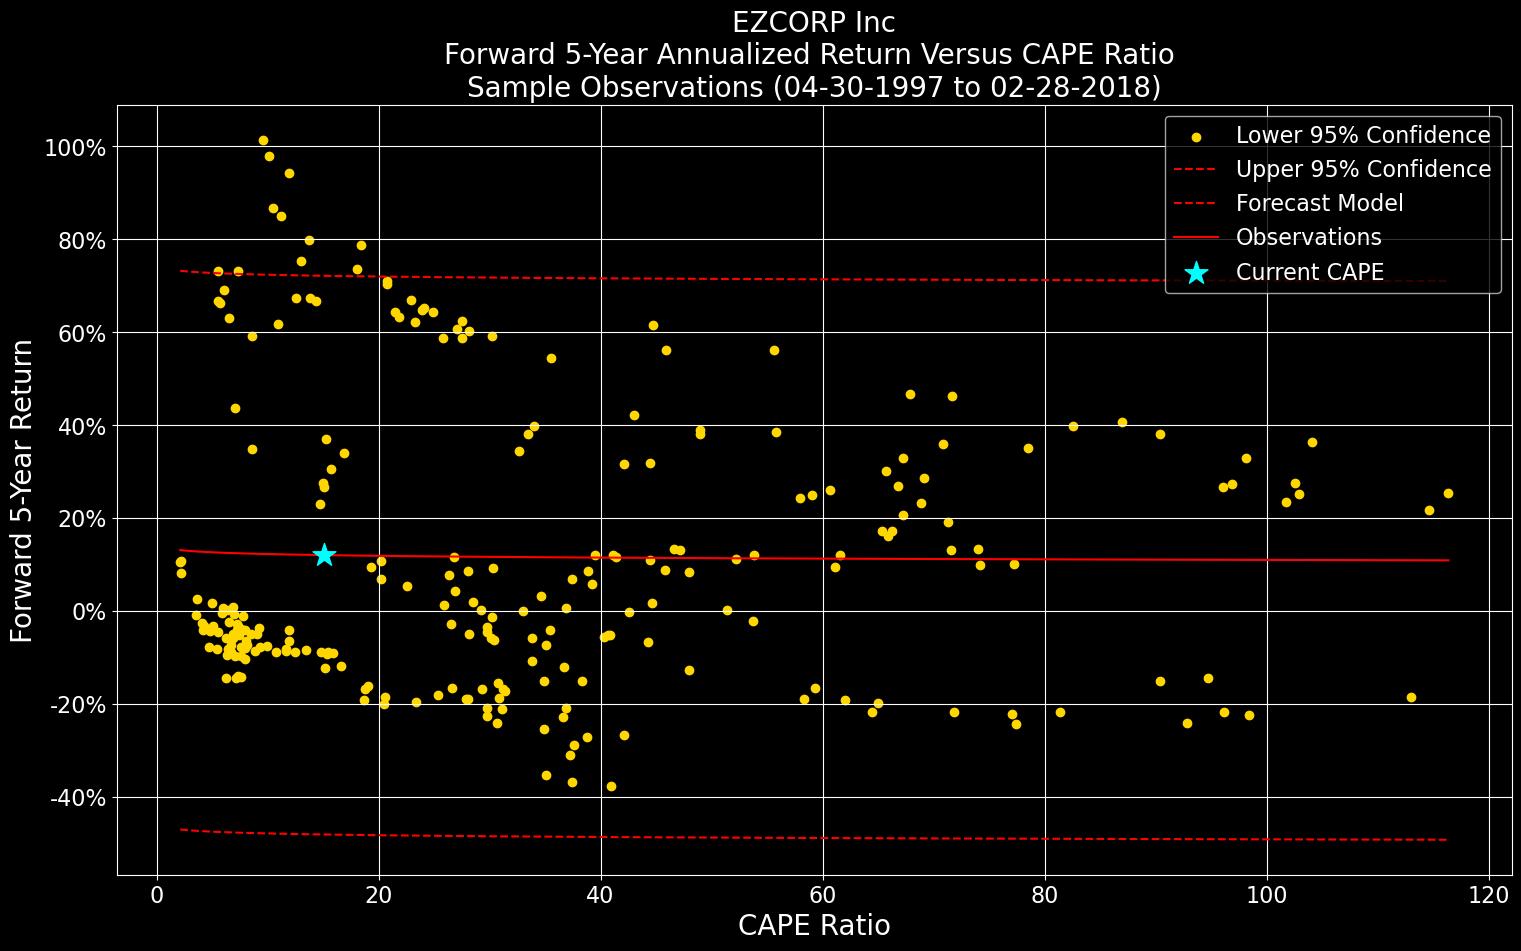 EZCORP Inc
Forward 5-Year Annualized Return Versus CAPE Ratio
Sample Observations (04-30-1997 to 02-28-2018)
Lower 95% Confidence
Upper 95% Confidence
Forecast Model
Observations
Current CAPE
Forward 5-Year Return
100%
80%
60%
40%
20%
0%
-20%
-40%
0 20 40 60 80 100 120
CAPE Ratio